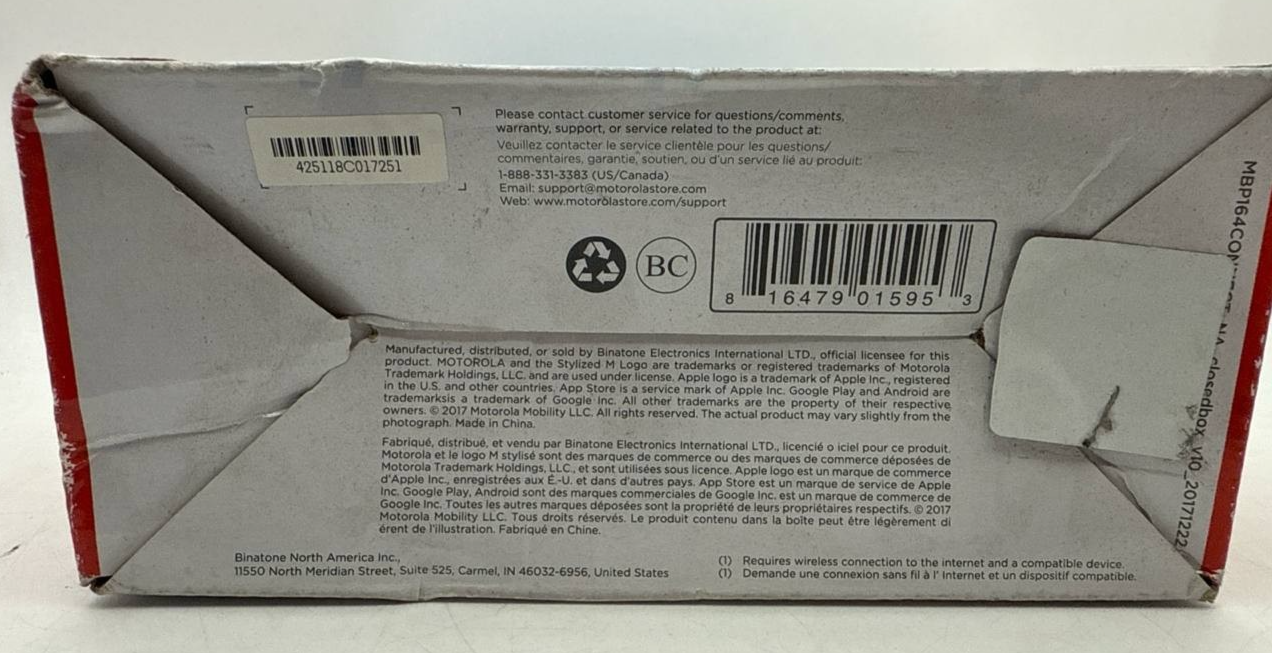 425118C017251
Please contact customer service for questions/comments,
warranty, support, or service related to the product at:
Veuillez contacter le service clientèle pour les questions/
commentaires, garantie, soutien, ou d'un service lié au produit:
1-888-331-3383 (US/Canada)
Email: support@motorolastore.com
Web: www.motorolastore.com/support
BC
8 16479 01595 3
Manufactured, distributed, or sold by Binatone Electronics International LTD., official licensee for this
product. MOTOROLA and the Stylized M Logo are trademarks or registered trademarks of Motorola
Trademark Holdings, LLC. and are used under license. Apple logo is a trademark of Apple Inc., registered
in the U.S. and other countries. App Store is a service mark of Apple Inc. Google Play and Android are
trademarksis a trademark of Google Inc. All other trademarks are the property of their respective
owners. © 2017 Motorola Mobility LLC. All rights reserved. The actual product may vary slightly from the
photograph. Made in China.
Fabriqué, distribué, et vendu par Binatone Electronics International LTD., licencié o iciel pour ce produit.
Motorola et le logo M stylisé sont des marques de commerce ou des marques de commerce déposées de
Motorola Trademark Holdings, LLC., et sont utilisées sous licence. Apple logo est un marque de commerce
d'Apple Inc., enregistrées aux É.-U. et dans d'autres pays. App Store est un marque de service de Apple
Inc. Google Play, Android sont des marques commerciales de Google Inc. est un marque de commerce de
Google Inc. Toutes les autres marques déposées sont la propriété de leurs propriétaires respectifs. © 2017
Motorola Mobility LLC. Tous droits réservés. Le produit contenu dans la boîte peut être légèrement di
érent de l'illustration. Fabriqué en Chine.
Binatone North America Inc.,
11550 North Meridian Street, Suite 525, Carmel, IN 46032-6956, United States
(1) Requires wireless connection to the internet and a compatible device.
(1) Demande une connexion sans fil à l' Internet et un dispositif compatible.
closedbox_v10_20171222